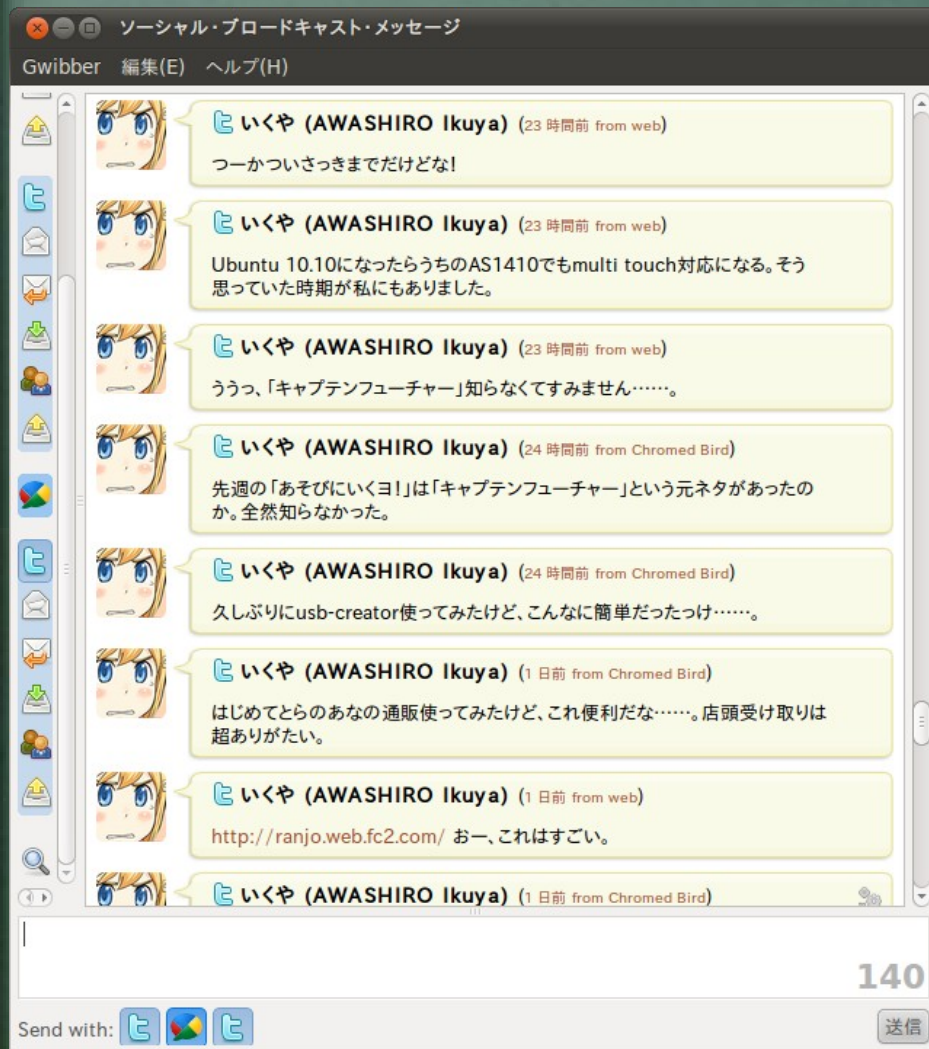 ソーシャル・ブロードキャスト・メッセージ
Gwibber 編集(E) ヘルプ(H)
いくや (AWASHIRO Ikuya) (23 時間前 from web)
つーかついさっきまでだけどな!
いくや (AWASHIRO Ikuya) (23 時間前 from web)
Ubuntu 10.10になったらうちのAS1410でもmulti touch対応になる。そう
思っていた時期が私にもありました。
いくや (AWASHIRO Ikuya) (23 時間前 from web)
ううっ、「キャプテンフューチャー」知らなくてすみません……。
いくや (AWASHIRO Ikuya) (24 時間前 from Chromed Bird)
先週の「あそびにいくヨ!」は「キャプテンフューチャー」という元ネタがあったの
か。全然知らなかった。
いくや (AWASHIRO Ikuya) (24 時間前 from Chromed Bird)
久しぶりにusb-creator使ってみたけど、こんなに簡単だったっけ……。
いくや (AWASHIRO Ikuya) (1 日前 from Chromed Bird)
はじめてとらのあなの通販使ってみたけど、これ便利だな……。店頭受け取りは
超ありがたい。
いくや (AWASHIRO Ikuya) (1 日前 from web)
http://ranjo.web.fc2.com/ おー、これはすごい。
いくや (AWASHIRO Ikuya) (1 日前 from Chromed Bird)
140
Send with:
送信